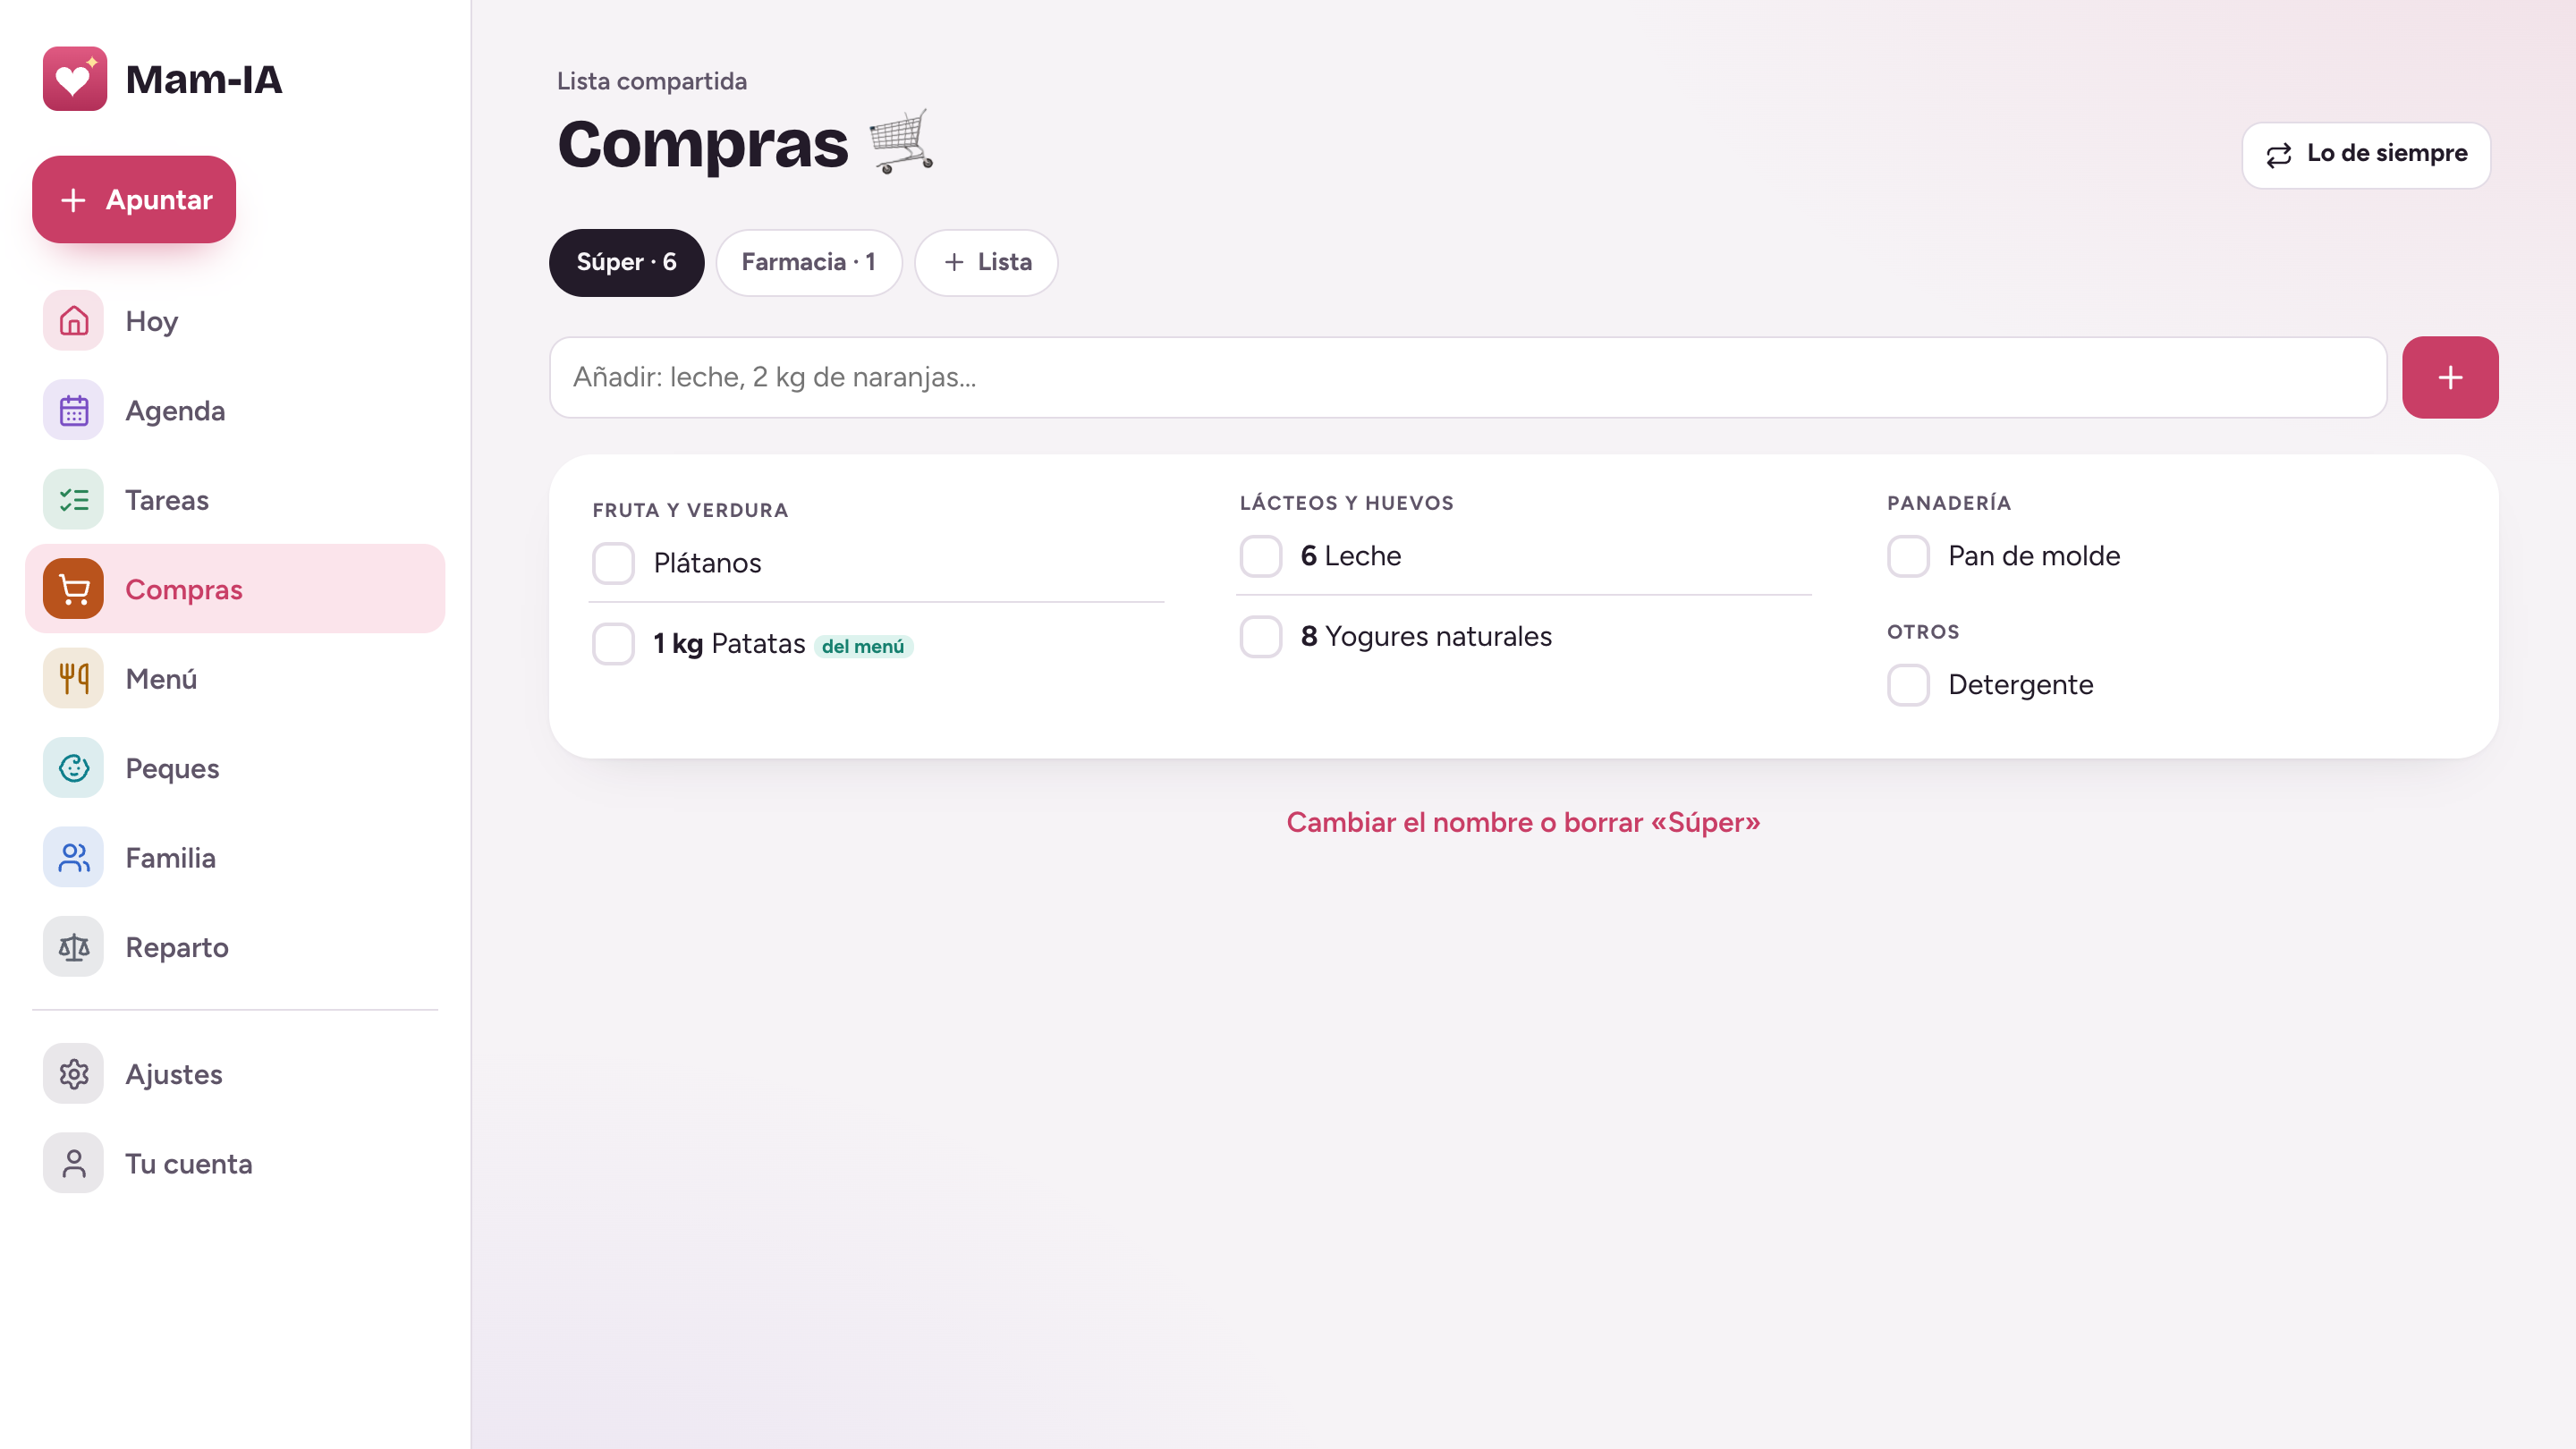 Mam-IA
Apuntar
Hoy
Agenda
Tareas
Compras
Menú
Peques
Familia
Reparto
Ajustes
Tu cuenta
Lista compartida
Compras
Lo de siempre
Súper · 6
Farmacia · 1
+ Lista
Añadir: leche, 2 kg de naranjas...
FRUTA Y VERDURA
Plátanos
1 kg Patatas del menú
LÁCTEOS Y HUEVOS
6 Leche
8 Yogures naturales
PANADERÍA
Pan de molde
OTROS
Detergente
Cambiar el nombre o borrar «Súper»